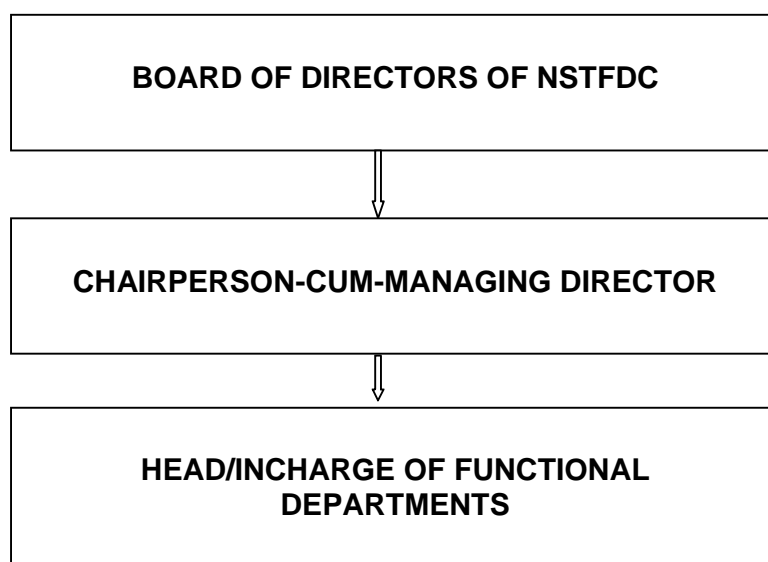 BOARD OF DIRECTORS OF NSTFDC
CHAIRPERSON-CUM-MANAGING DIRECTOR
HEAD/INCHARGE OF FUNCTIONAL
DEPARTMENTS